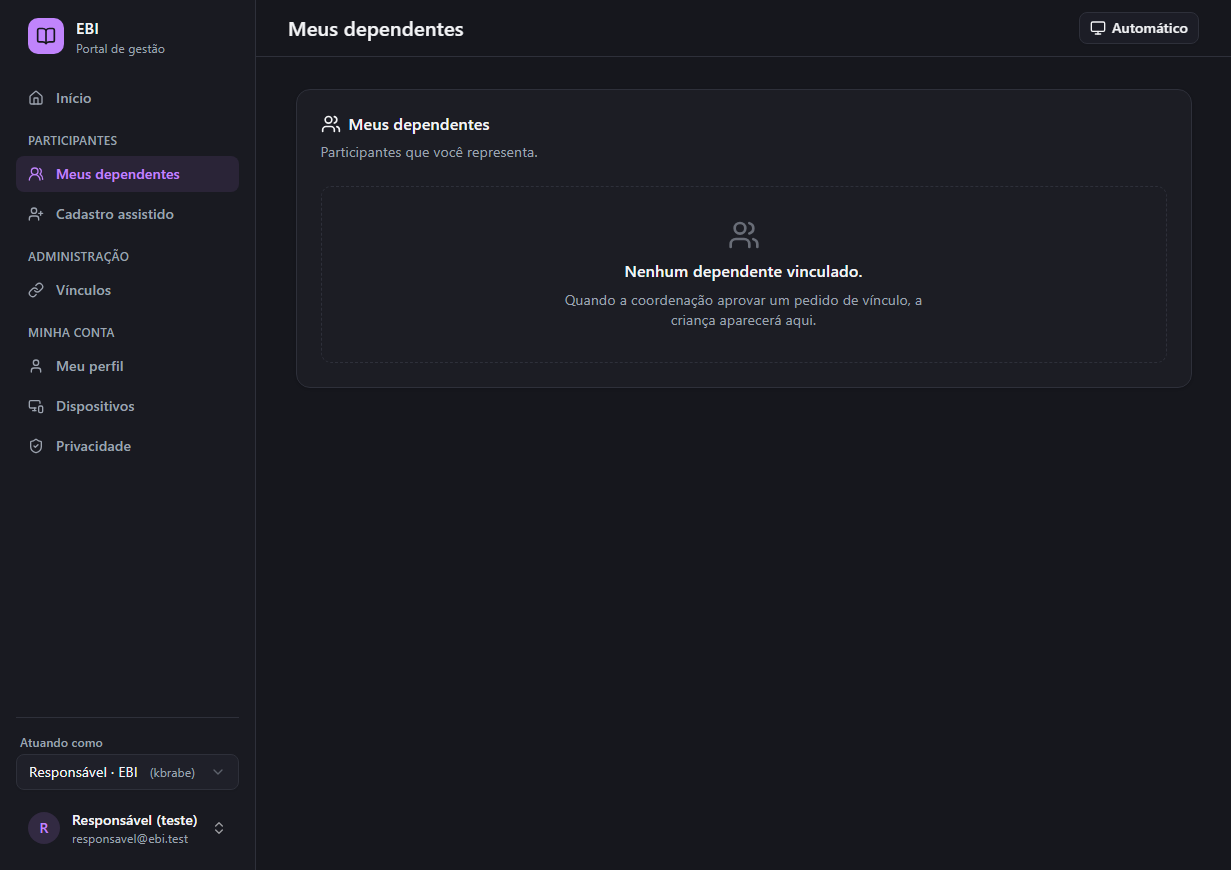 EBI
Portal de gestão
Início
PARTICIPANTES
Meus dependentes
Cadastro assistido
ADMINISTRAÇÃO
Vínculos
MINHA CONTA
Meu perfil
Dispositivos
Privacidade
Atuando como
Responsável · EBI (kbrabe)
R
Responsável (teste)
responsavel@ebi.test
Meus dependentes
Automático
Meus dependentes
Participantes que você representa.
Nenhum dependente vinculado.
Quando a coordenação aprovar um pedido de vínculo, a
criança aparecerá aqui.